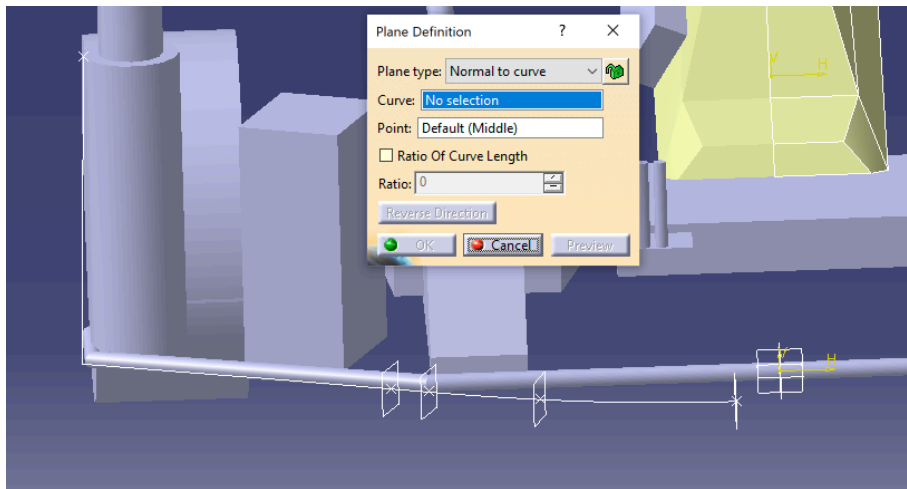 Plane Definition ? ×
Plane type: Normal to curve
Curve: No selection
Point: Default (Middle)
Ratio Of Curve Length
Ratio: 0
Reverse Direction
OK Cancel Preview
V
H
V
H